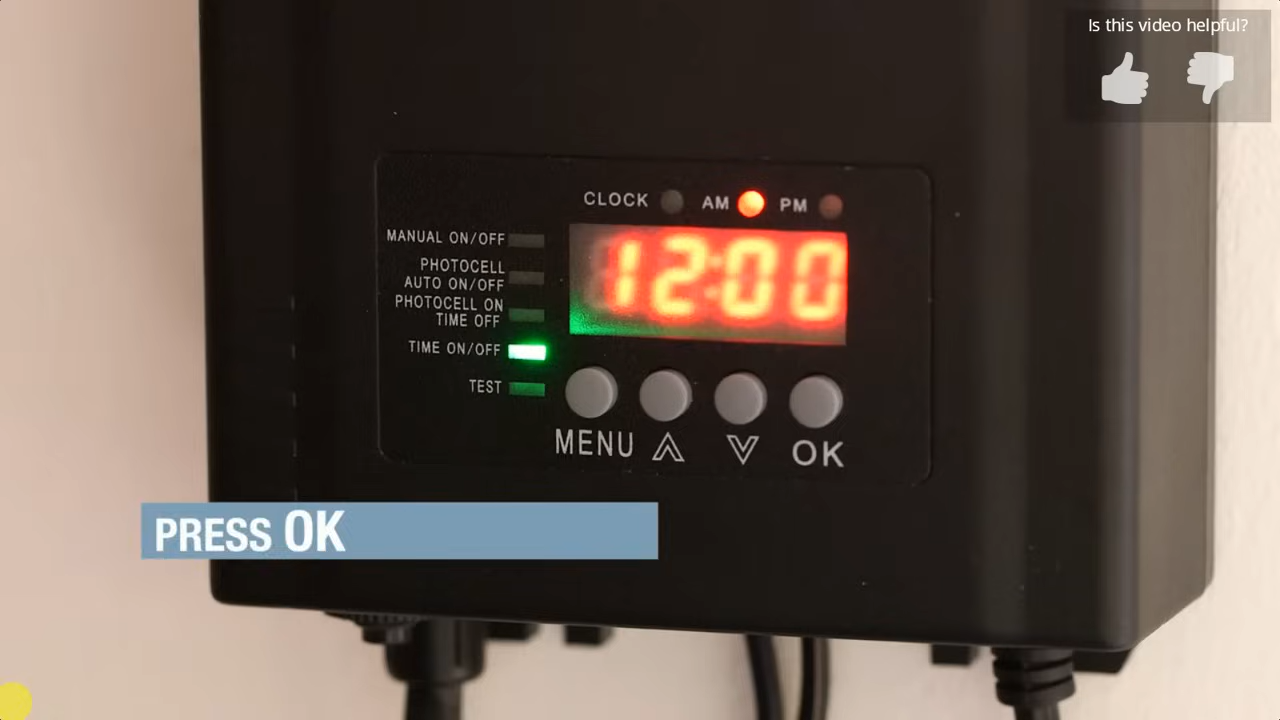 Is this video helpful?
CLOCK AM PM
MANUAL ON/OFF
PHOTOCELL
AUTO ON/OFF
PHOTOCELL ON
TIME OFF
TIME ON/OFF
TEST
12:00
MENU OK
PRESS OK